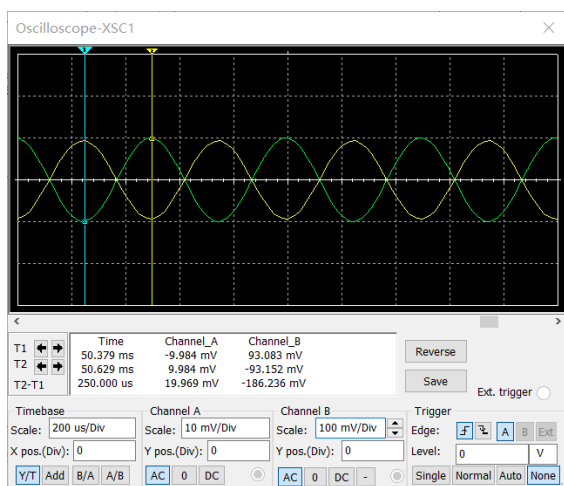 Oscilloscope-XSC1
1
2
Time Channel_A Channel_B
T1 50.379 ms -9.984 mV 93.083 mV
T2 50.629 ms 9.984 mV -93.152 mV
T2-T1 250.000 us 19.969 mV -186.236 mV
Reverse
Save
Ext. trigger
Timebase
Scale: 200 us/Div
X pos.(Div): 0
Y/T Add B/A A/B
Channel A
Scale: 10 mV/Div
Y pos.(Div): 0
AC 0 DC
Channel B
Scale: 100 mV/Div
Y pos.(Div): 0
AC 0 DC -
Trigger
Edge: A B Ext
Level: 0 V
Single Normal Auto None